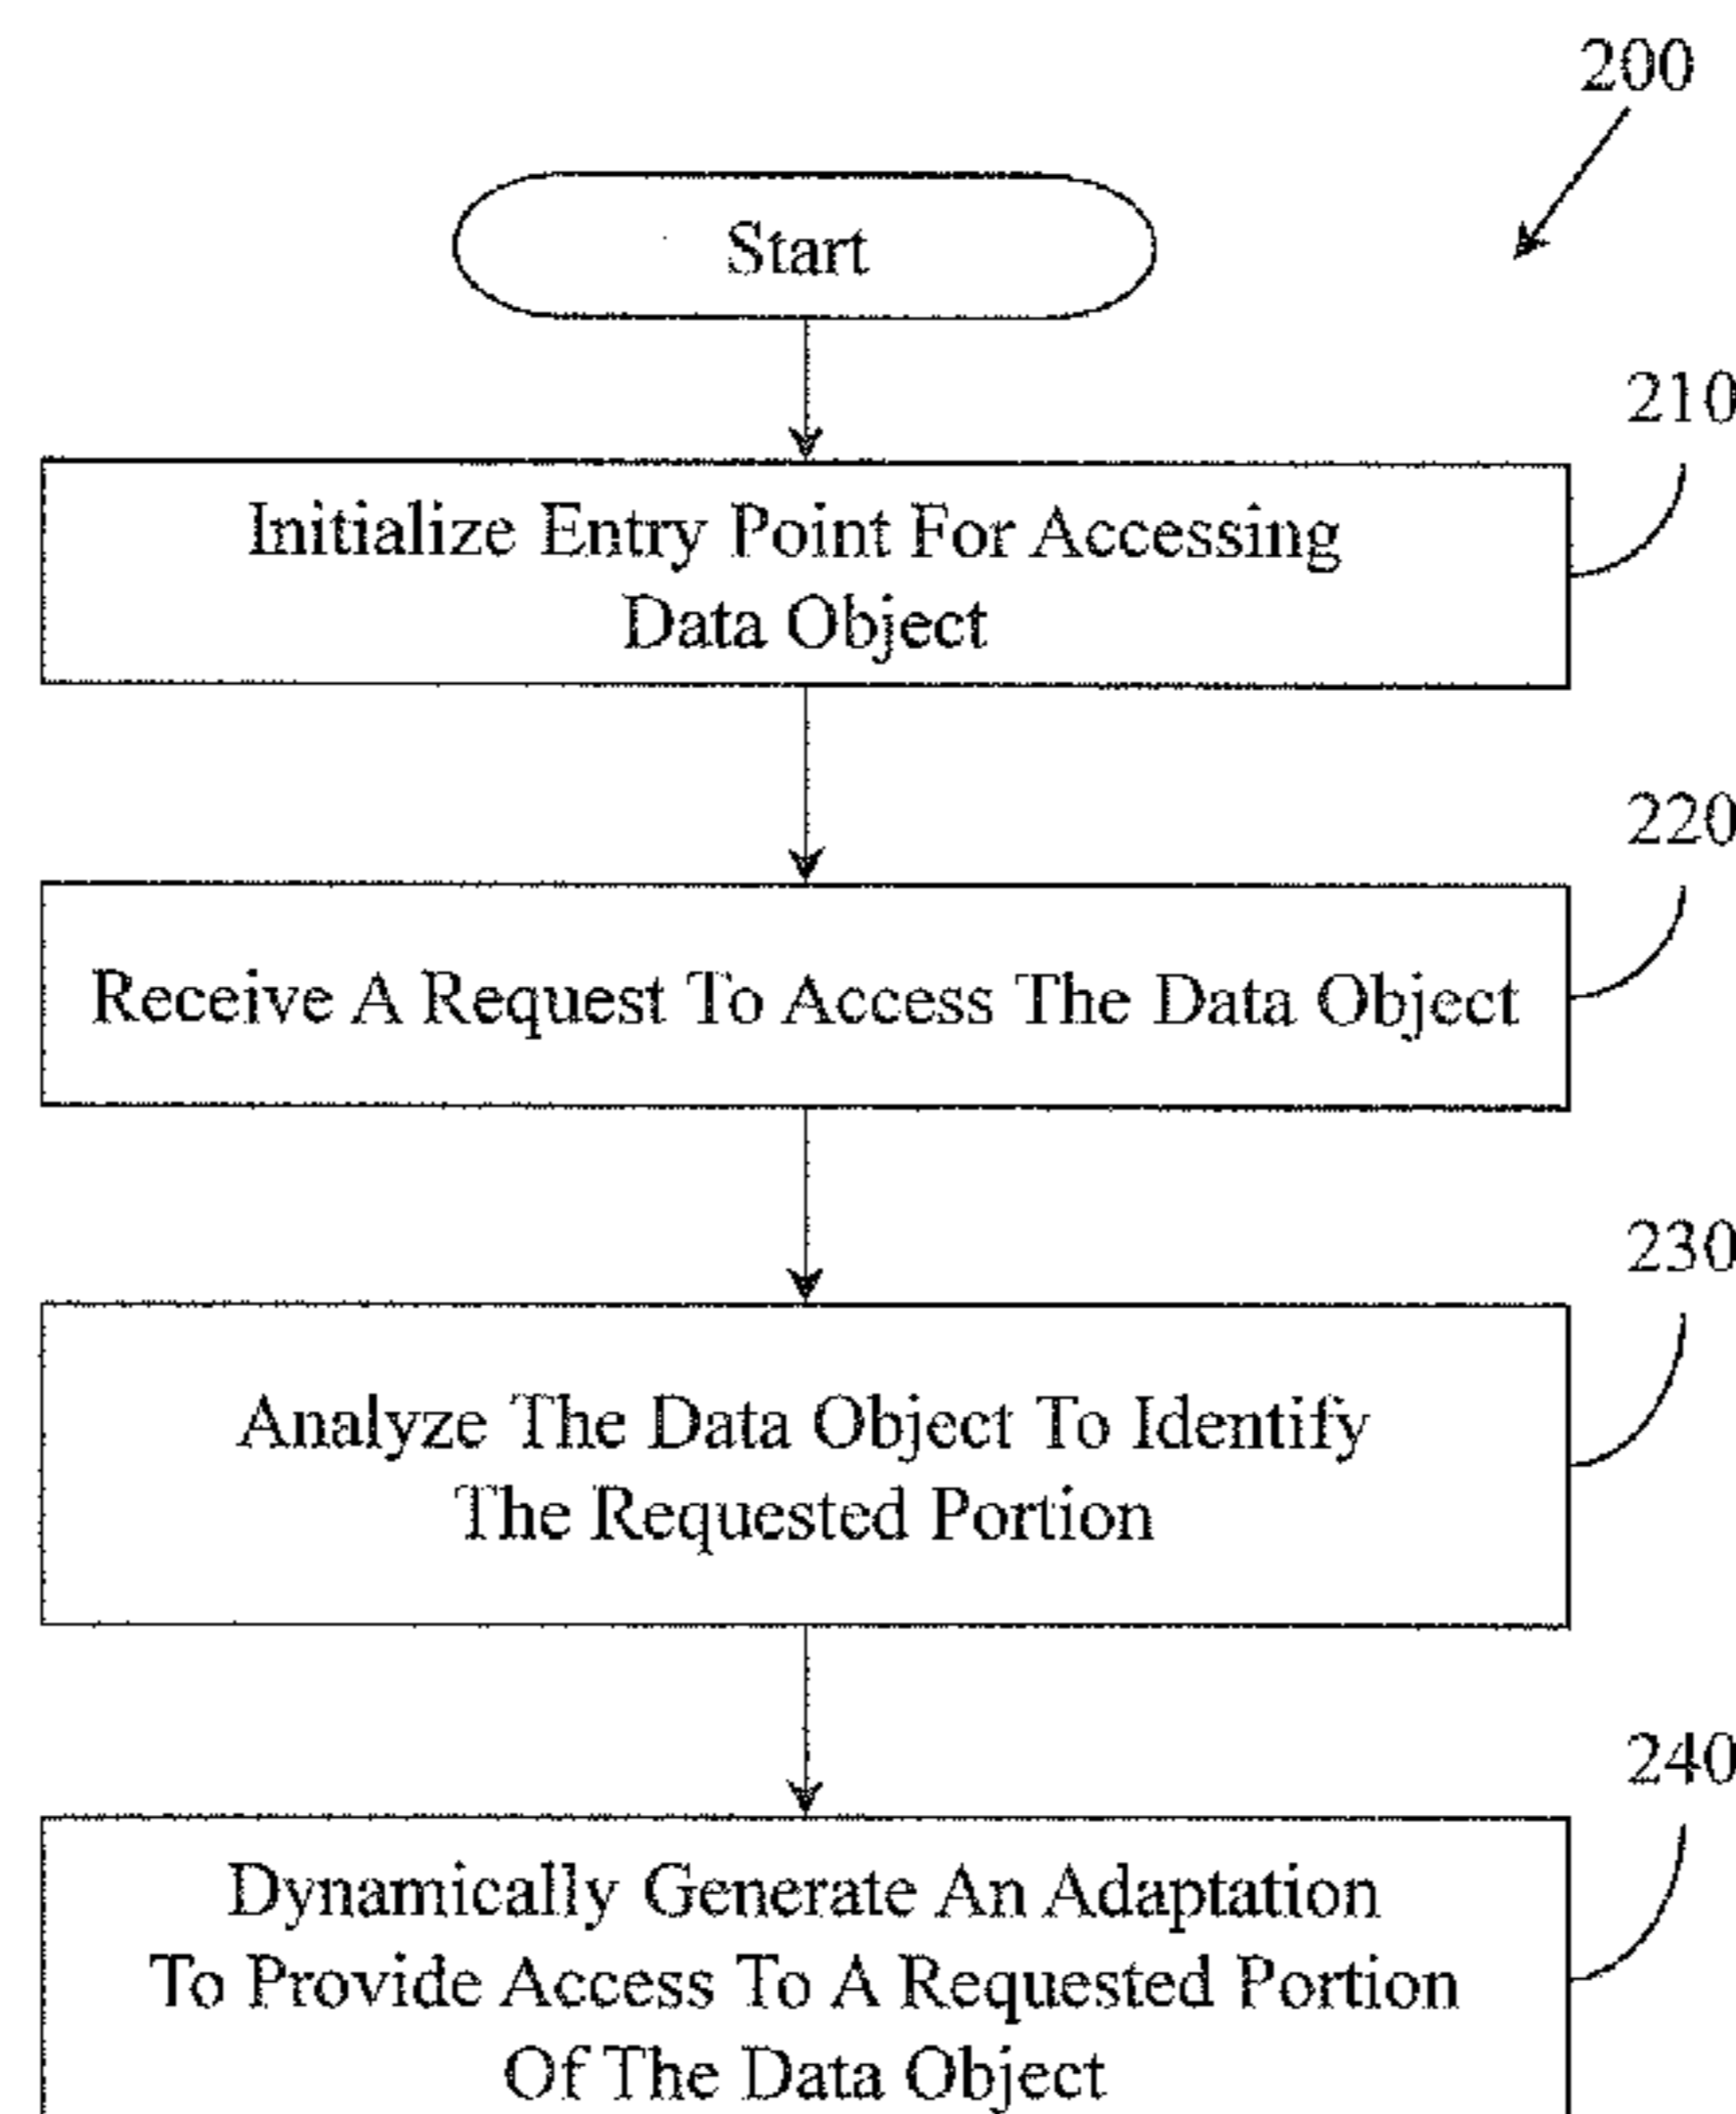 200
Start
210
Initialize Entry Point For Accessing
Data Object
220
Receive A Request To Access The Data Object
230
Analyze The Data Object To Identify
The Requested Portion
240
Dynamically Generate An Adaptation
To Provide Access To A Requested Portion
Of The Data Object